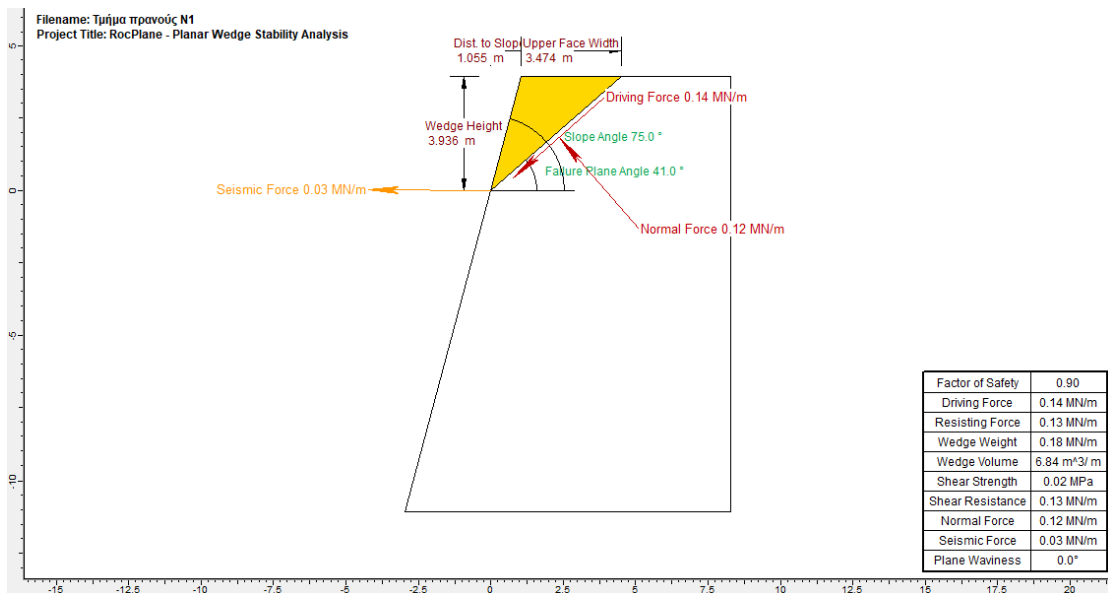 Filename: Τμήμα πρανούς N1
Project Title: RocPlane - Planar Wedge Stability Analysis
5
Dist. to Slope
Upper Face Width
1.055 m
3.474 m
Driving Force 0.14 MN/m
Wedge Height
3.936 m
Slope Angle 75.0 °
Failure Plane Angle 41.0 °
0
Seismic Force 0.03 MN/m
Normal Force 0.12 MN/m
-5
-10
Factor of Safety 0.90
Driving Force 0.14 MN/m
Resisting Force 0.13 MN/m
Wedge Weight 0.18 MN/m
Wedge Volume 6.84 m^3/ m
Shear Strength 0.02 MPa
Shear Resistance 0.13 MN/m
Normal Force 0.12 MN/m
Seismic Force 0.03 MN/m
Plane Waviness 0.0°
-15 -12.5 -10 -7.5 -5 -2.5 0 2.5 5 7.5 10 12.5 15 17.5 20